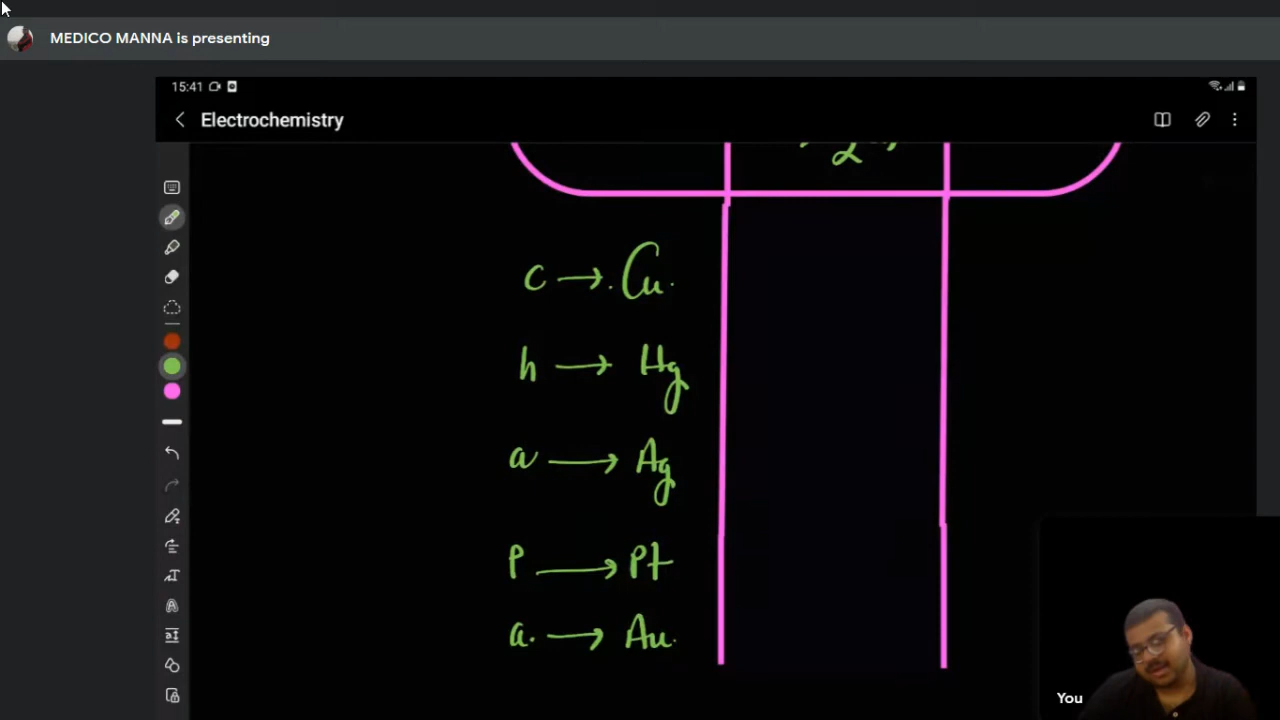 MEDICO MANNA is presenting
15:41
Electrochemistry
c → Cu.
h → Hg
a → Ag
P → Pt
a. → Au.
You